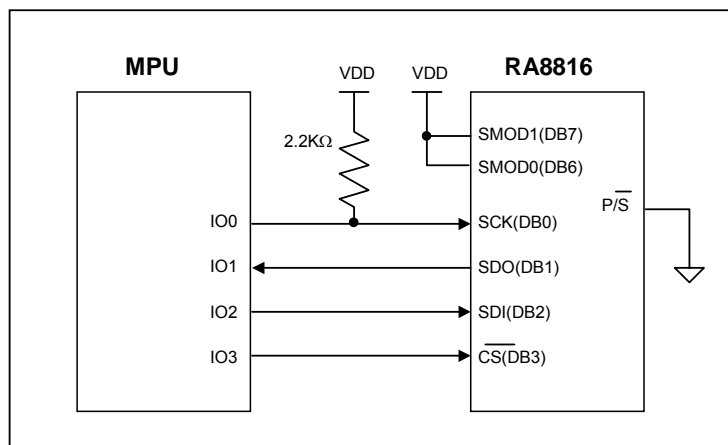 MPU
VDD
VDD
RA8816
2.2KΩ
SMOD1(DB7)
SMOD0(DB6)
P/S̅
IO0
SCK(DB0)
IO1
SDO(DB1)
IO2
SDI(DB2)
IO3
C̅S̅(DB3)